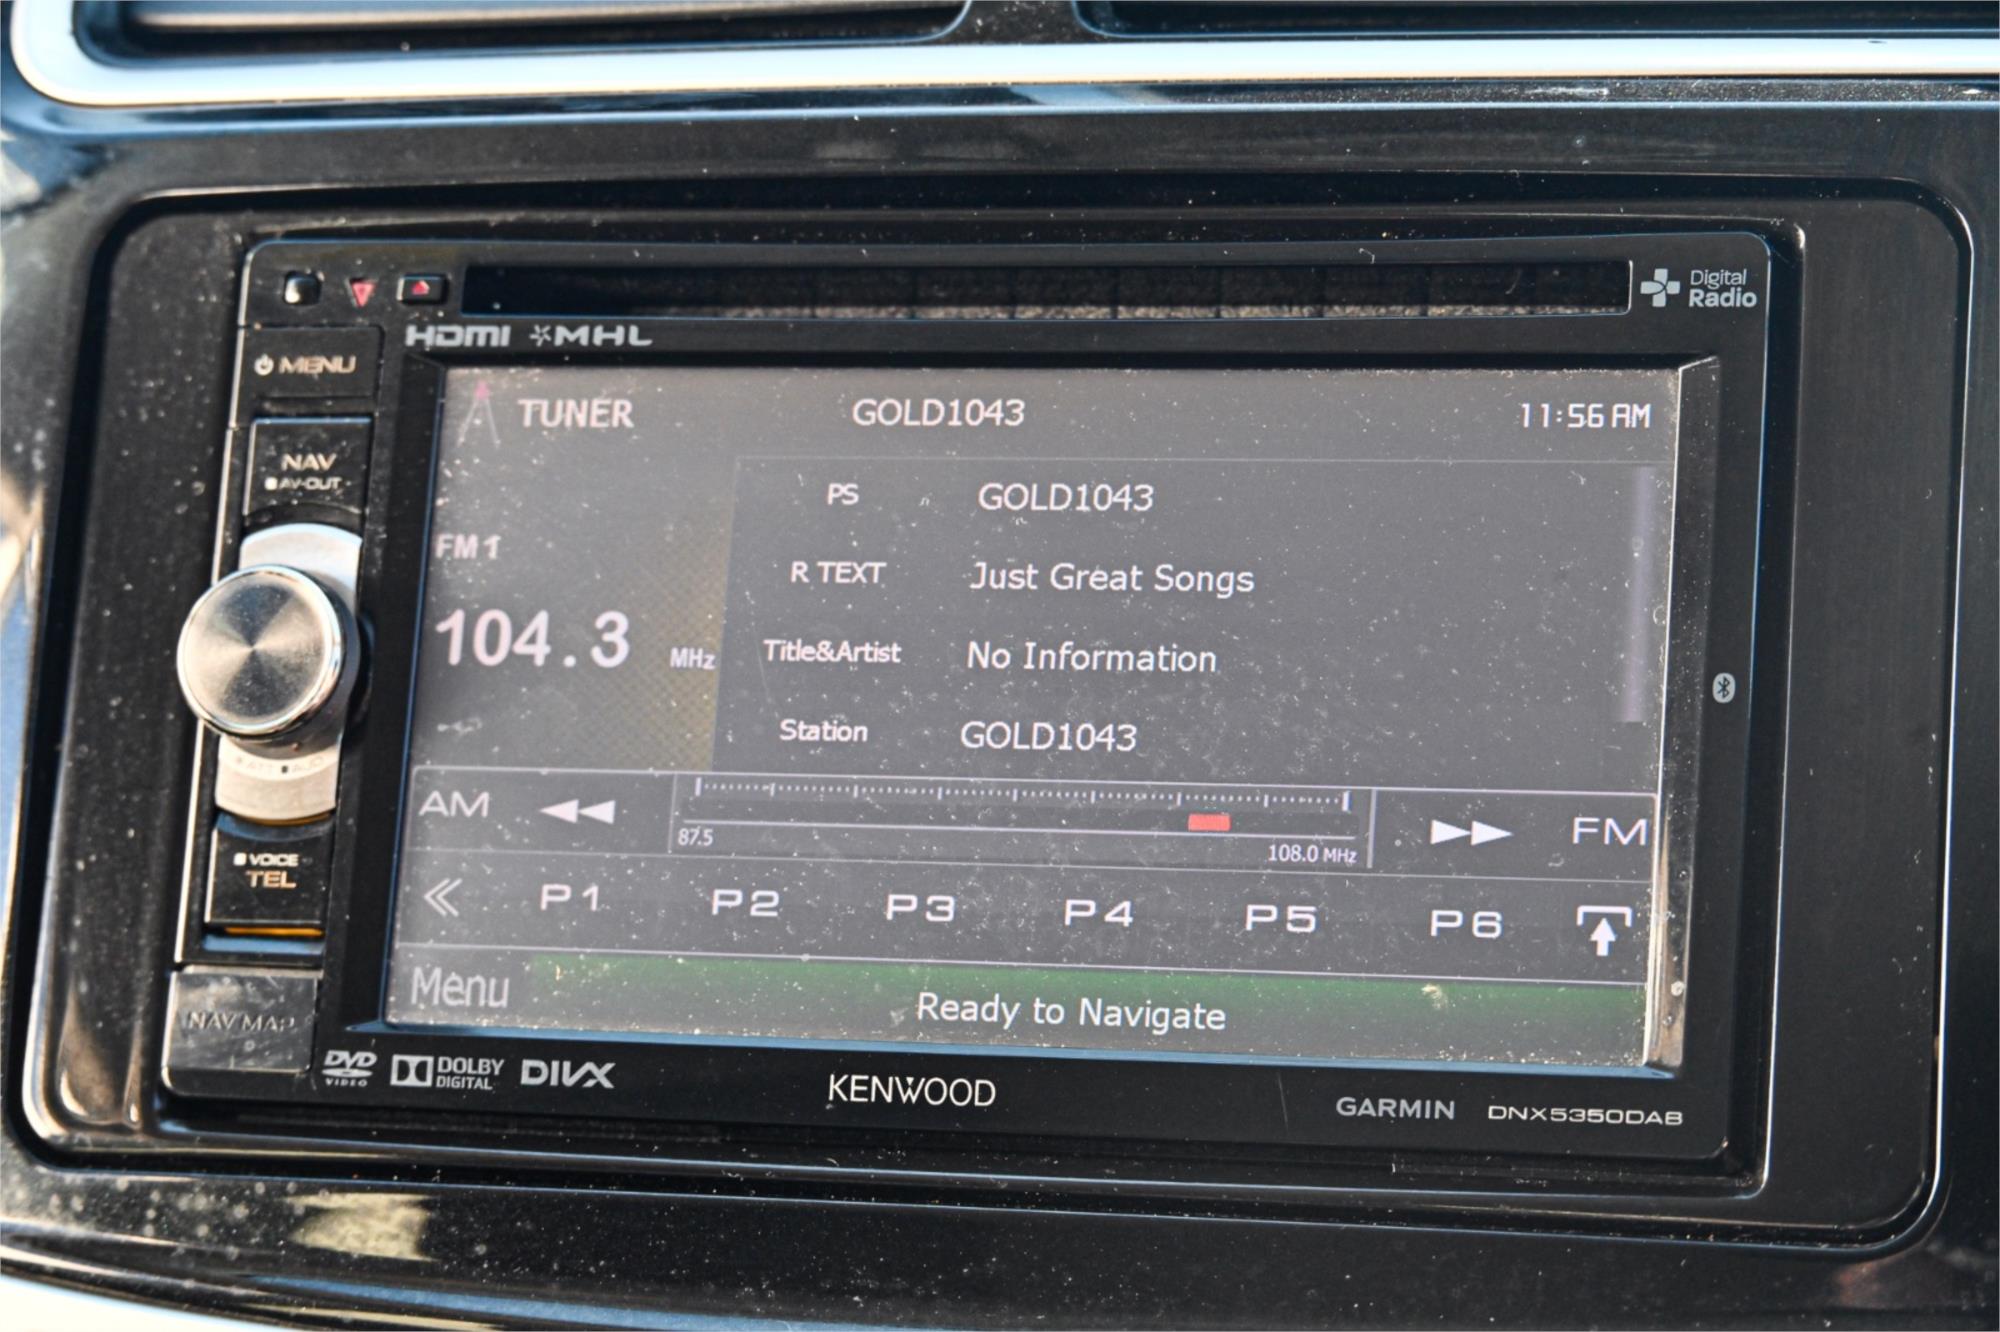 Digital
Radio
HDMI MHL
MENU
TUNER GOLD1043 11:56 AM
NAV
AV-OUT
PS GOLD1043
FM1
R TEXT Just Great Songs
104.3 MHz
Title&Artist No Information
Station GOLD1043
ATT AUD
AM FM
87.5 108.0 MHz
VOICE
TEL
P1 P2 P3 P4 P5 P6
Menu Ready to Navigate
NAV MAP
DVD
VIDEO
DOLBY
DIGITAL
DIVX
KENWOOD
GARMIN DNX5350DAB